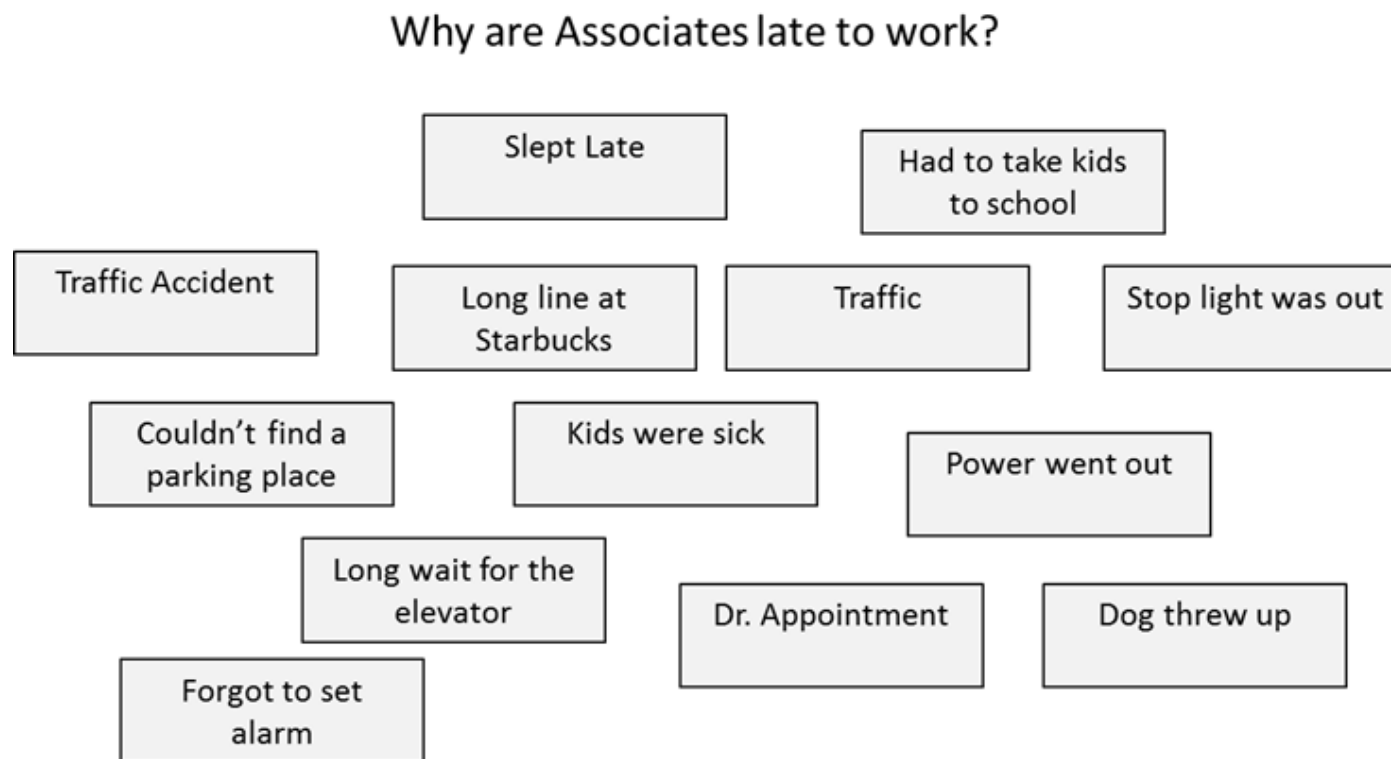 Why are Associates late to work?
Slept Late
Had to take kids
to school
Traffic Accident
Long line at
Starbucks
Traffic
Stop light was out
Couldn’t find a
parking place
Kids were sick
Power went out
Long wait for the
elevator
Dr. Appointment
Dog threw up
Forgot to set
alarm